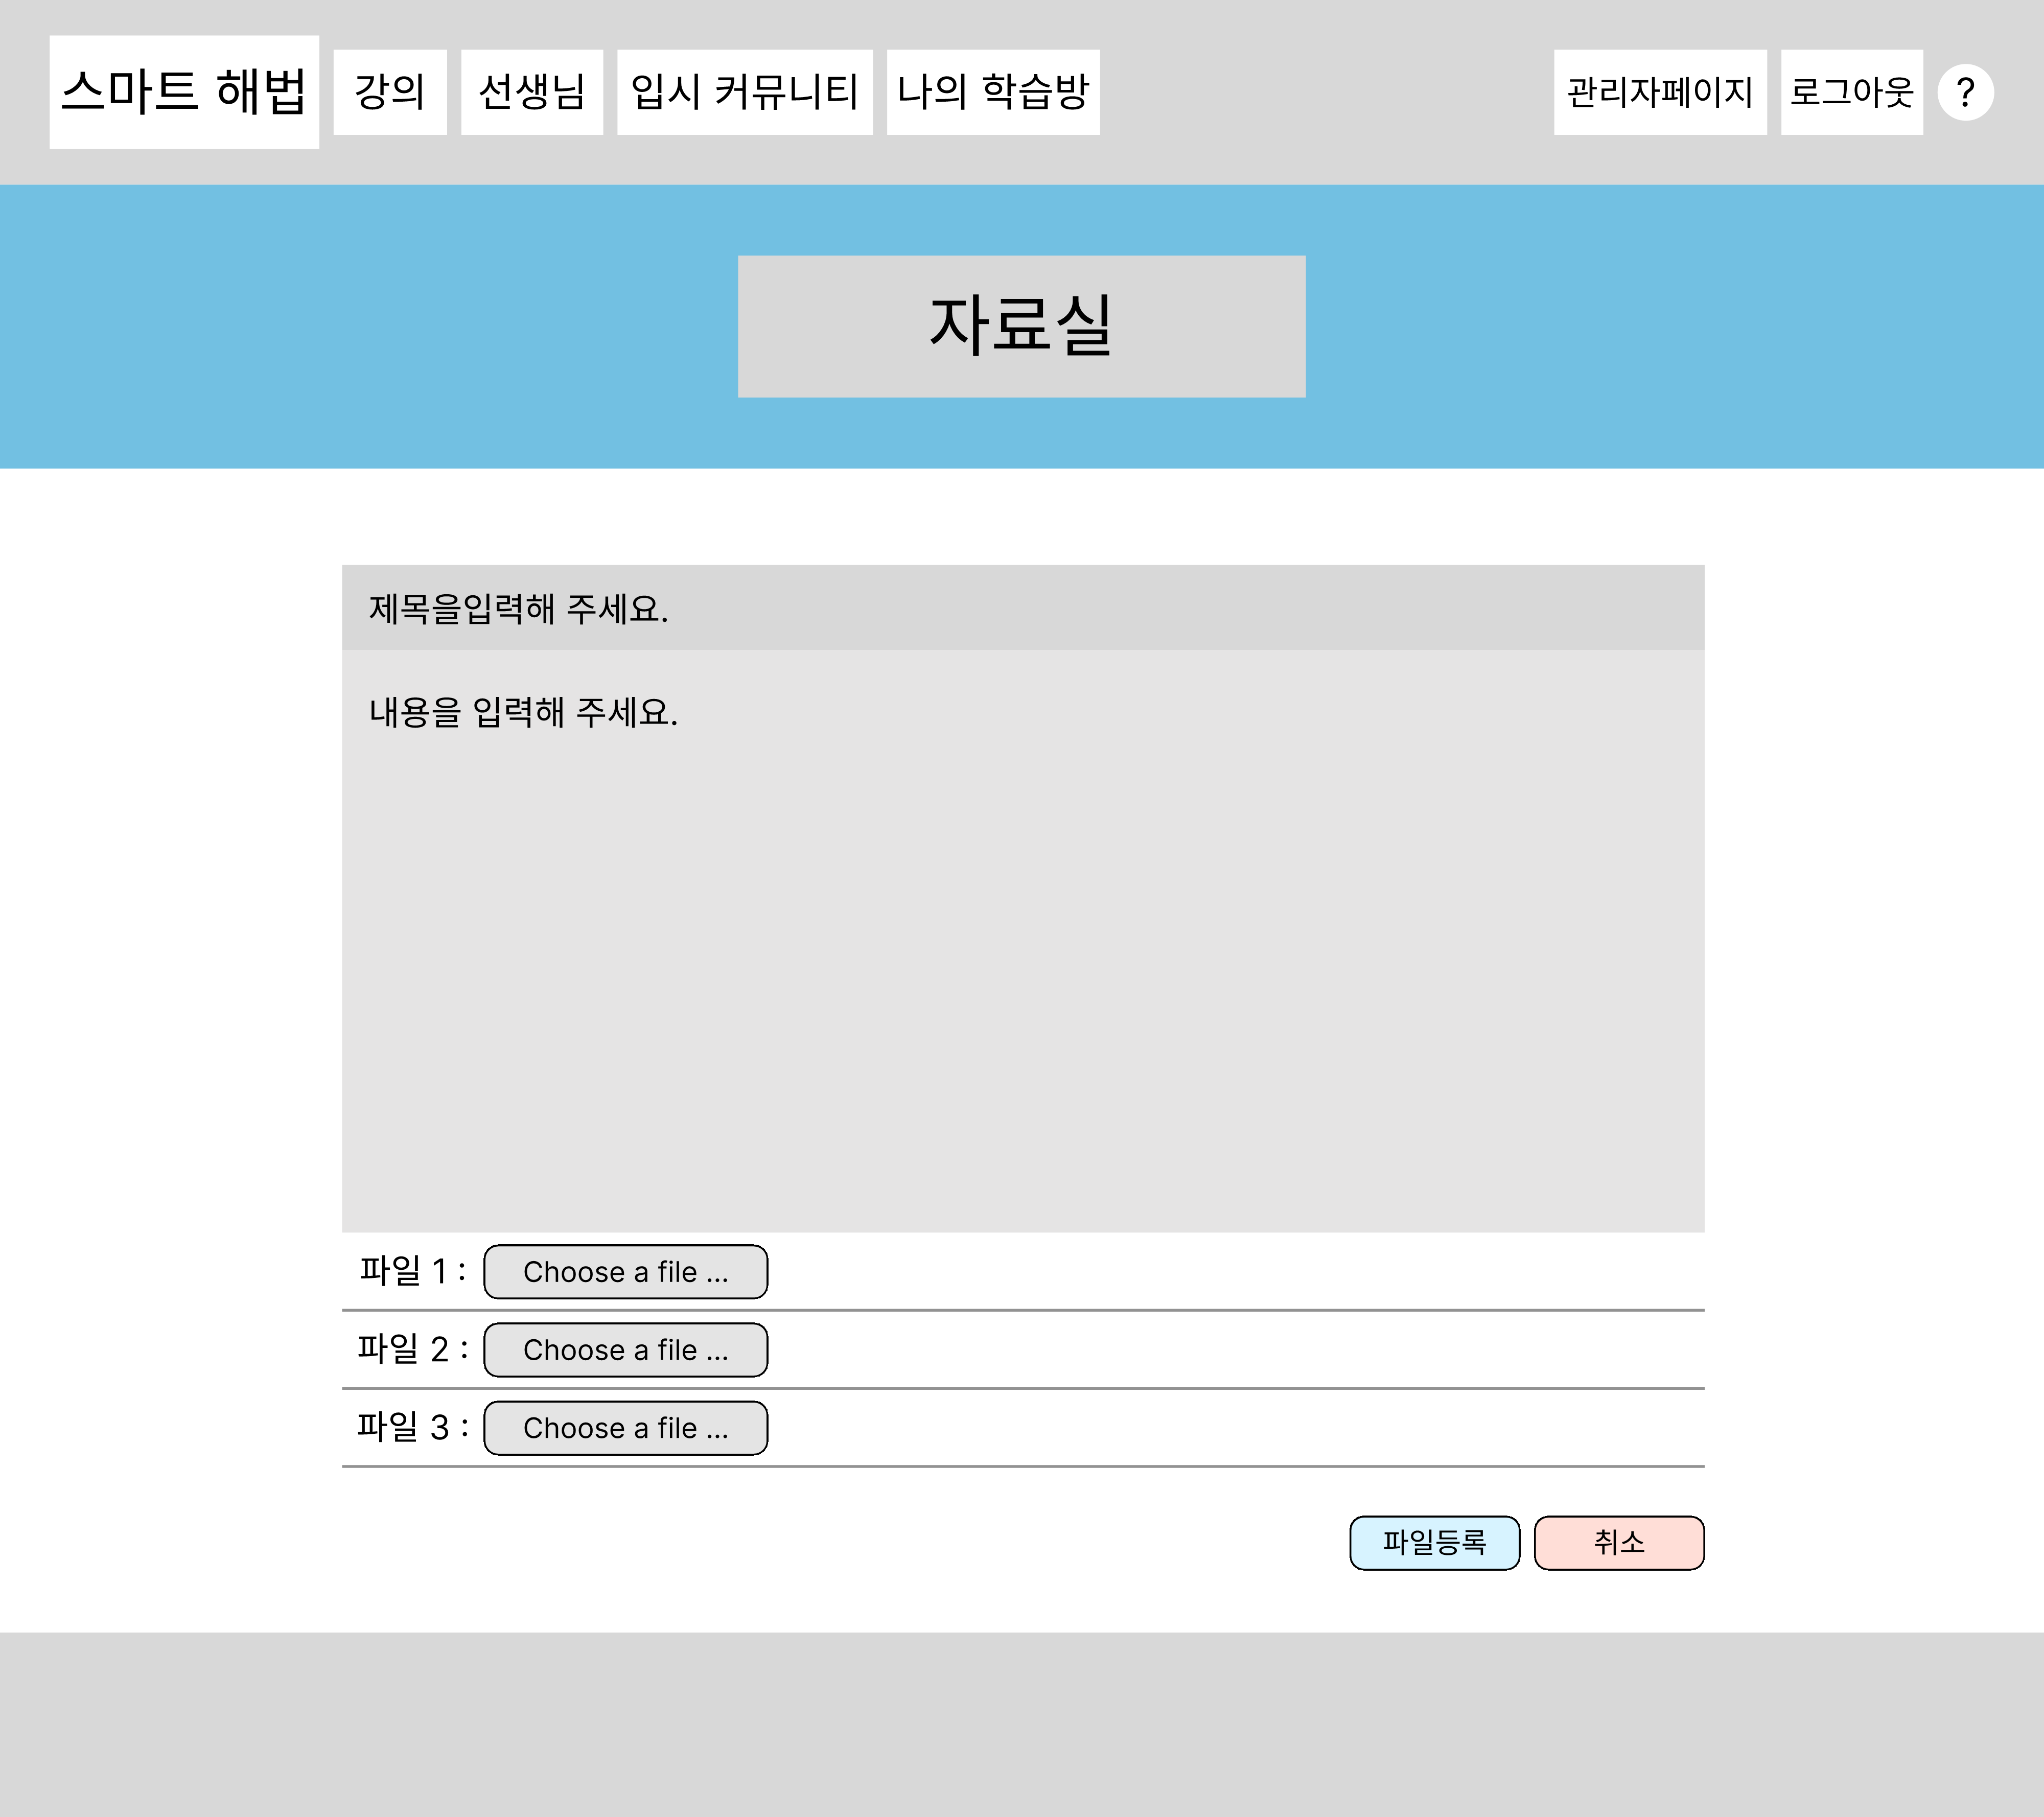 스마트 해법 강의 선생님 입시 커뮤니티 나의 학습방 관리자페이지 로그아웃 ?
자료실
제목을입력해 주세요.
내용을 입력해 주세요.
파일 1 : Choose a file ...
파일 2 : Choose a file ...
파일 3 : Choose a file ...
파일등록 취소